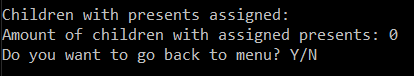 Children with presents assigned:
Amount of children with assigned presents: 0
Do you want to go back to menu? Y/N